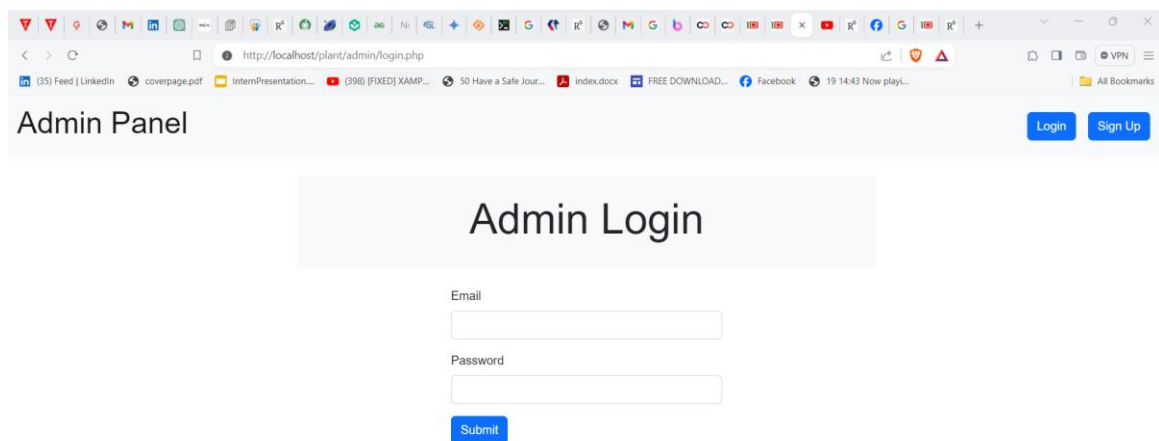 http://localhost/plant/admin/login.php
VPN
(35) Feed | LinkedIn coverpage.pdf InternPresentation.... (398) [FIXED] XAMP... 50 Have a Safe Jour... index.docx FREE DOWNLOAD... Facebook 19 14:43 Now playi... All Bookmarks
Admin Panel Login Sign Up
Admin Login
Email
Password
Submit